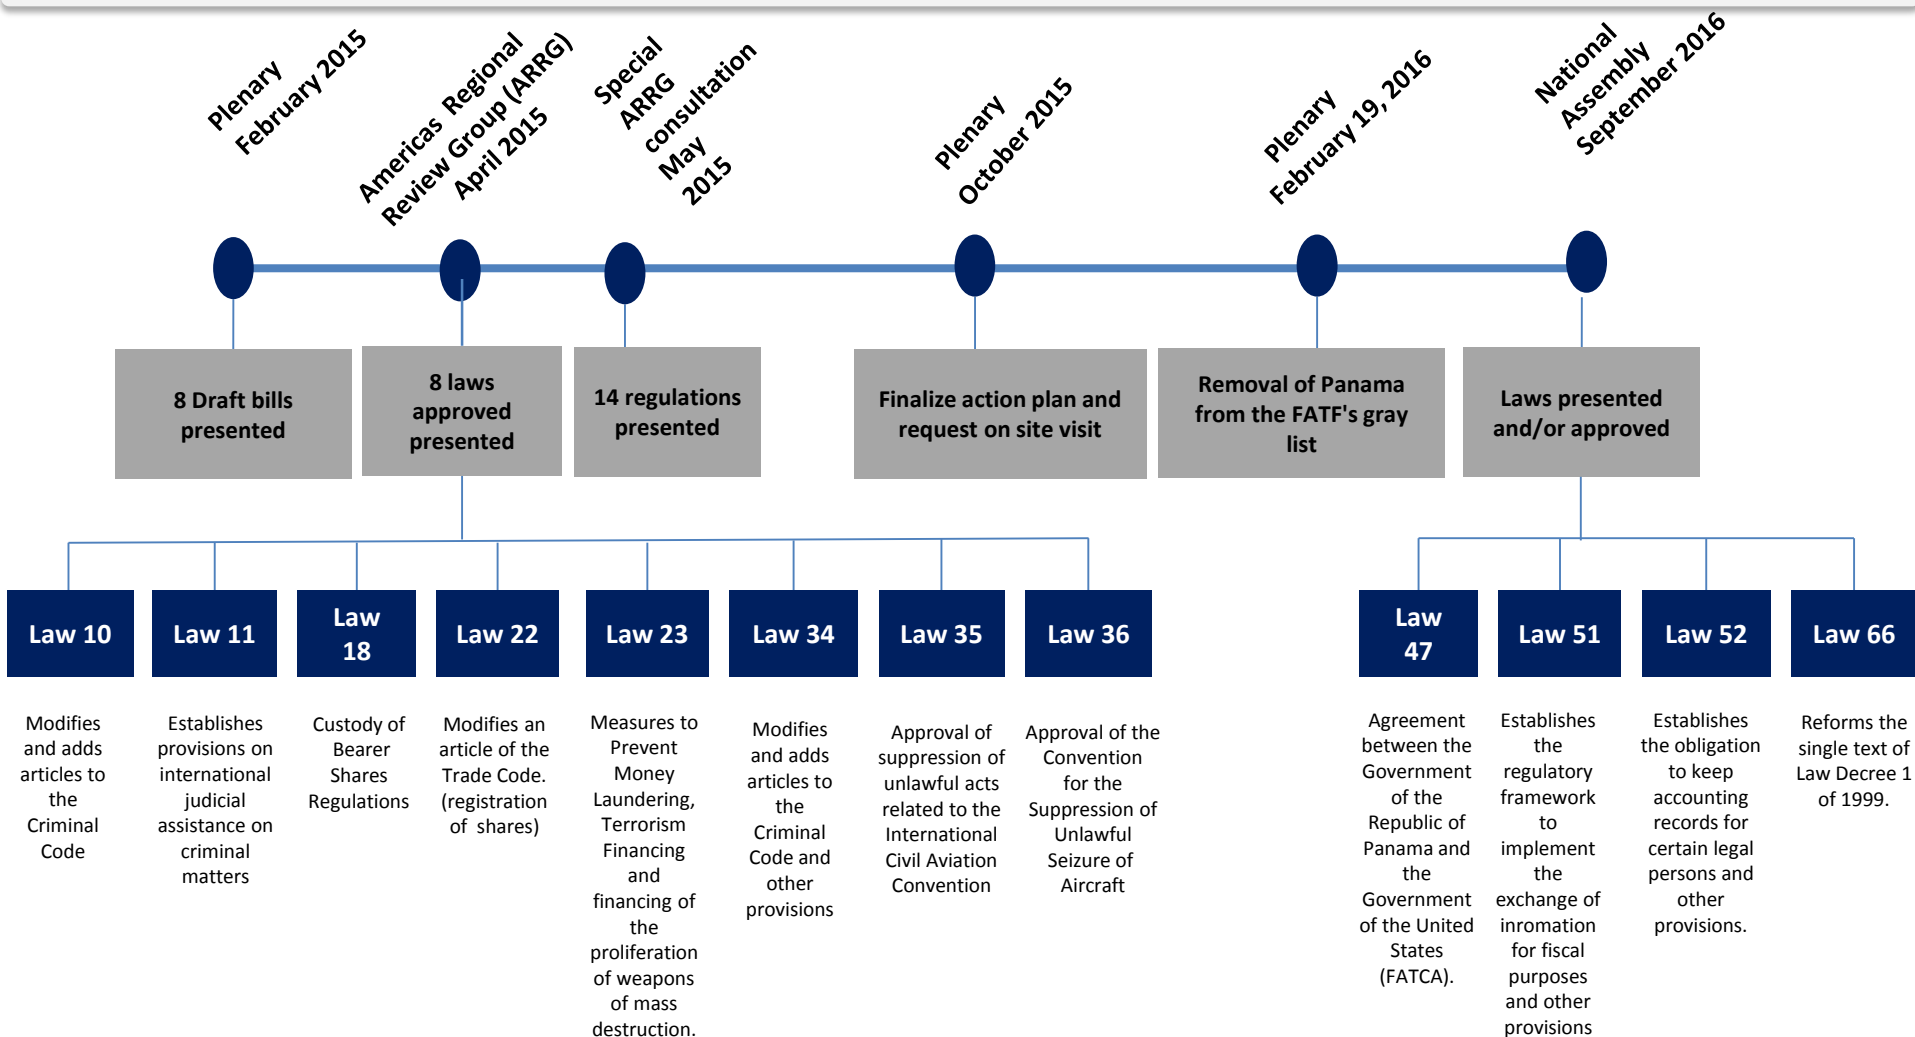 Plenary
February 2015
Americas Regional
Review Group (ARRG)
April 2015
Special
ARRG
consultation
May
2015
Plenary
October 2015
Plenary
February 19, 2016
National
Assembly
September 2016
8 Draft bills
presented
8 laws
approved
presented
14 regulations
presented
Finalize action plan and
request on site visit
Removal of Panama
from the FATF's gray
list
Laws presented
and/or approved
Law 10
Law 11
Law
18
Law 22
Law 23
Law 34
Law 35
Law 36
Law
47
Law 51
Law 52
Law 66
Modifies
and adds
articles to
the
Criminal
Code
Establishes
provisions on
international
judicial
assistance on
criminal
matters
Custody of
Bearer
Shares
Regulations
Modifies an
article of the
Trade Code.
(registration
of shares)
Measures to
Prevent
Money
Laundering,
Terrorism
Financing
and
financing of
the
proliferation
of weapons
of mass
destruction.
Modifies
and adds
articles to
the
Criminal
Code and
other
provisions
Approval of
suppression of
unlawful acts
related to the
International
Civil Aviation
Convention
Approval of the
Convention
for the
Suppression of
Unlawful
Seizure of
Aircraft
Agreement
between the
Government
of the
Republic of
Panama and
the
Government
of the United
States
(FATCA).
Establishes
the
regulatory
framework
to
implement
the
exchange of
inromation
for fiscal
purposes
and other
provisions
Establishes
the obligation
to keep
accounting
records for
certain legal
persons and
other
provisions.
Reforms the
single text of
Law Decree 1
of 1999.